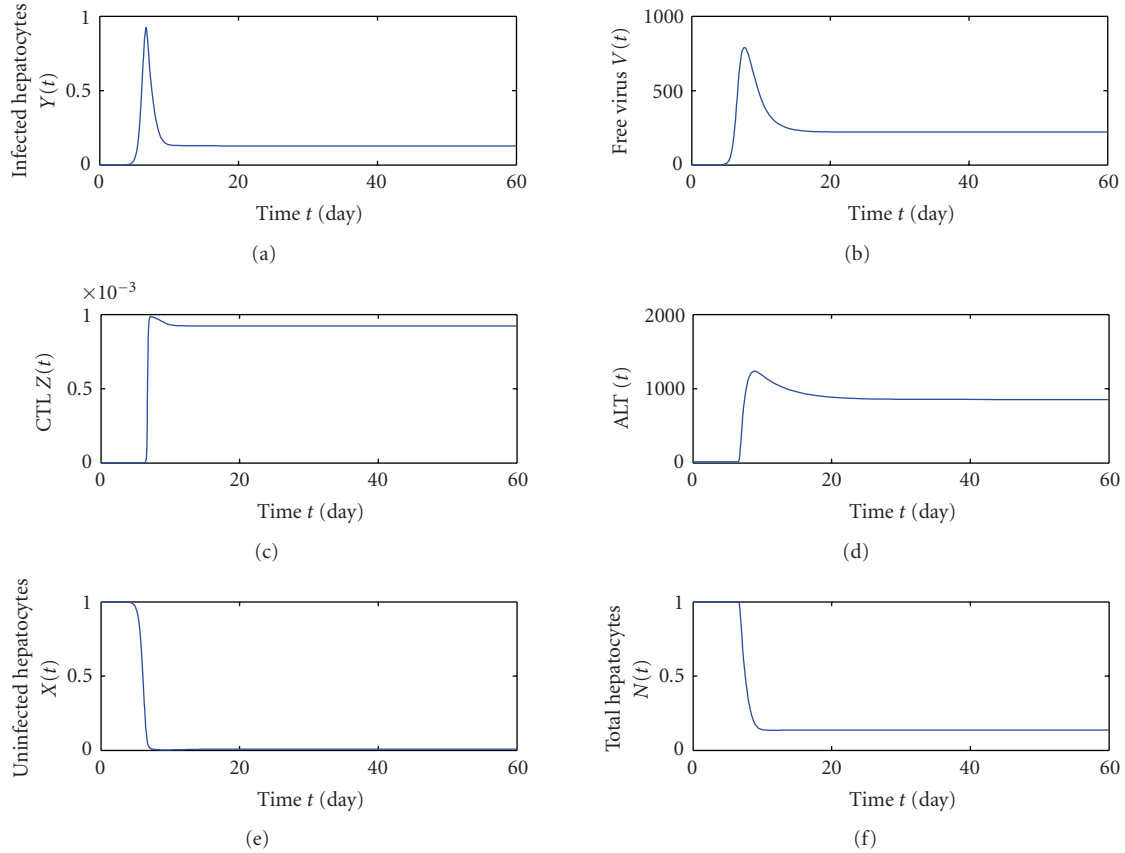 Infected hepatocytes
Y(t)
1
0.5
0
0
20
40
60
Time t (day)
(a)
Free virus V(t)
1000
500
0
0
20
40
60
Time t (day)
(b)
CTL Z(t)
×10−3
1
0.5
0
0
20
40
60
Time t (day)
(c)
ALT (t)
2000
1000
0
0
20
40
60
Time t (day)
(d)
Uninfected hepatocytes
X(t)
1
0.5
0
0
20
40
60
Time t (day)
(e)
Total hepatocytes
N(t)
1
0.5
0
0
20
40
60
Time t (day)
(f)